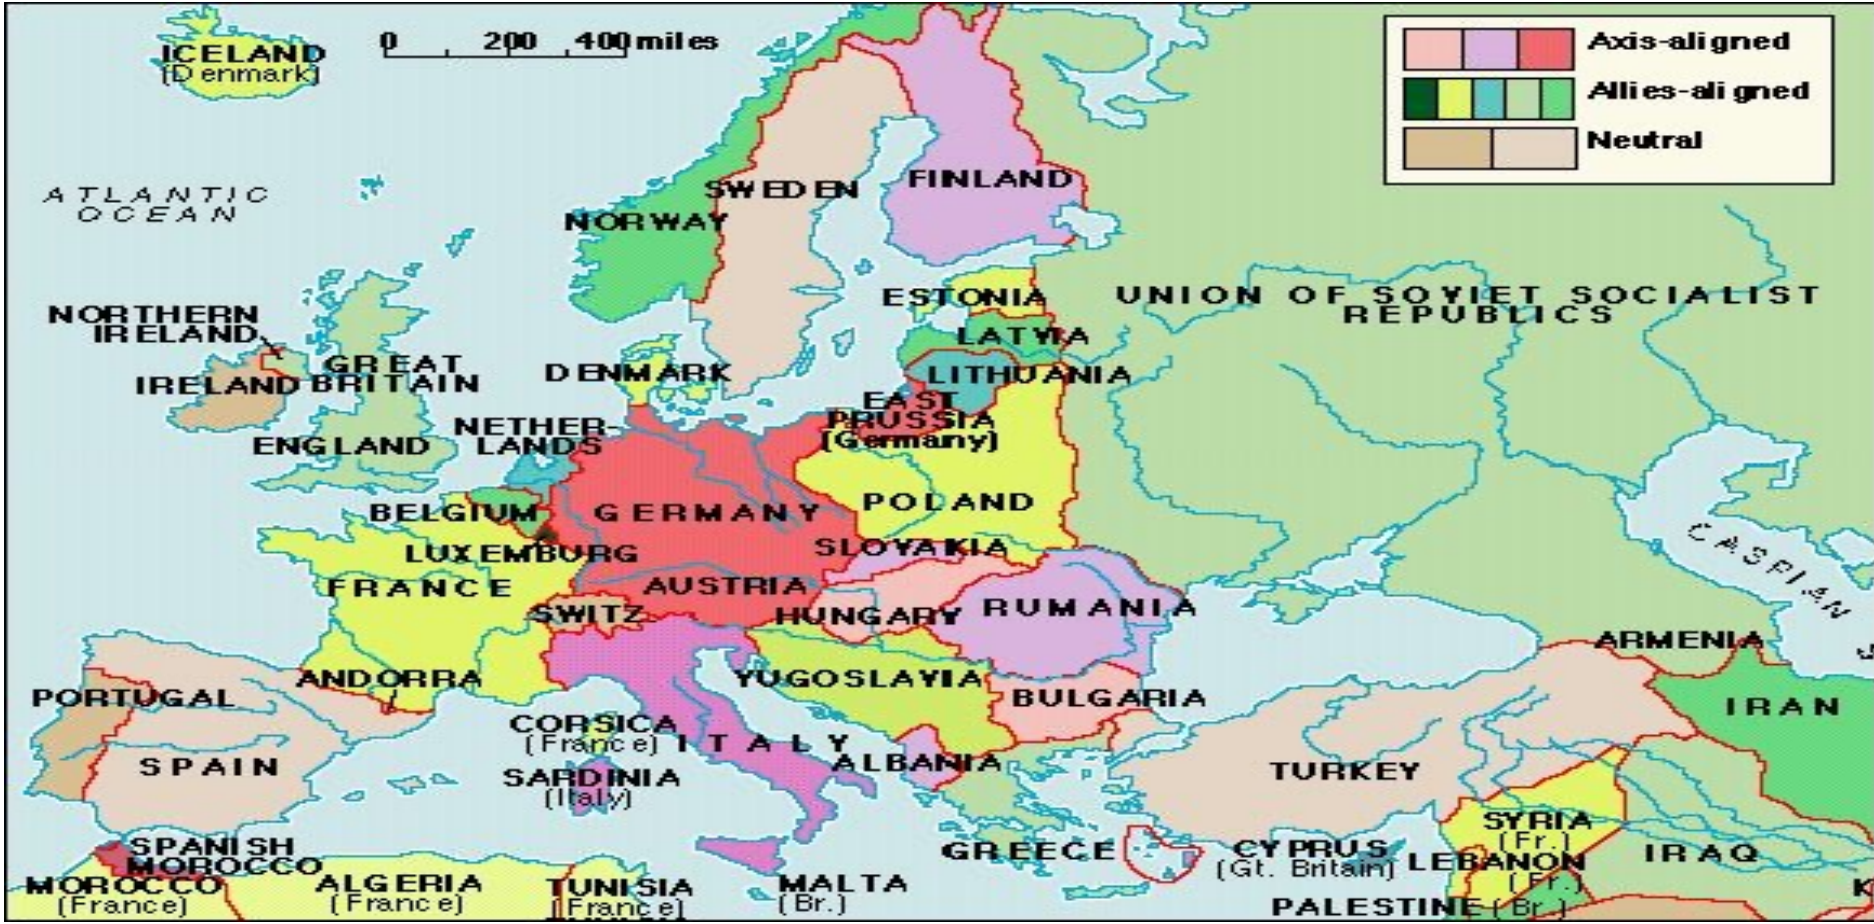 ICELAND
(Denmark)
0 200 400 miles
Axis-aligned
Allies-aligned
Neutral
ATLANTIC
OCEAN
SWEDEN
FINLAND
NORWAY
ESTONIA
UNION OF SOVIET SOCIALIST
REPUBLICS
NORTHERN
IRELAND
LATVIA
GREAT
BRITAIN
IRELAND
DENMARK
LITHUANIA
EAST
PRUSSIA
(Germany)
NETHER-
LANDS
ENGLAND
BELGIUM
GERMANY
POLAND
LUXEMBURG
SLOVAKIA
CASPIAN
FRANCE
AUSTRIA
SWITZ
HUNGARY
RUMANIA
ARMENIA
ANDORRA
PORTUGAL
YUGOSLAVIA
BULGARIA
IRAN
CORSICA
(France)
ITALY
SPAIN
SARDINIA
(Italy)
ALBANIA
TURKEY
SPANISH
MOROCCO
GREECE
CYPRUS
(Gt. Britain)
SYRIA
(Fr.)
LEBANON
(Fr.)
IRAQ
MOROCCO
(France)
ALGERIA
(France)
TUNISIA
(France)
MALTA
(Br.)
PALESTINE (Br.)